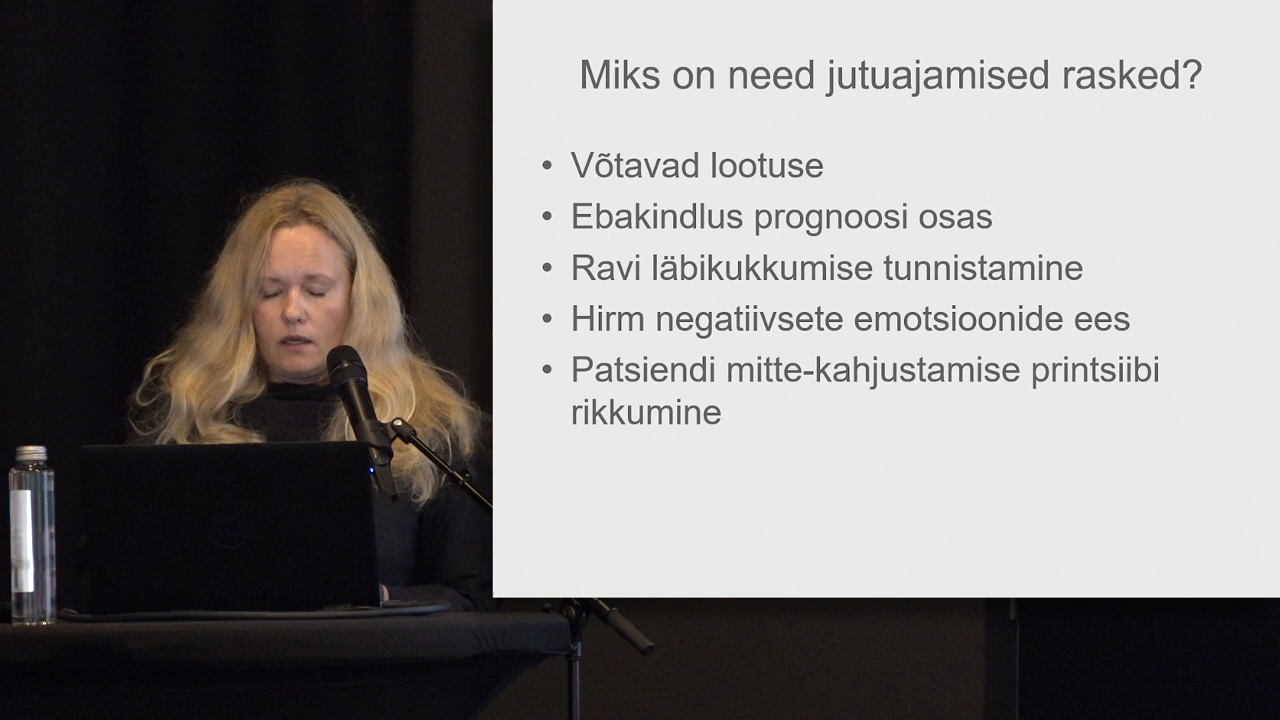 Miks on need jutuajamised rasked?
• Võtavad lootuse
• Ebakindlus prognoosi osas
• Ravi läbikukkumise tunnistamine
• Hirm negatiivsete emotsioonide ees
• Patsiendi mitte-kahjustamise printsiibi
rikkumine